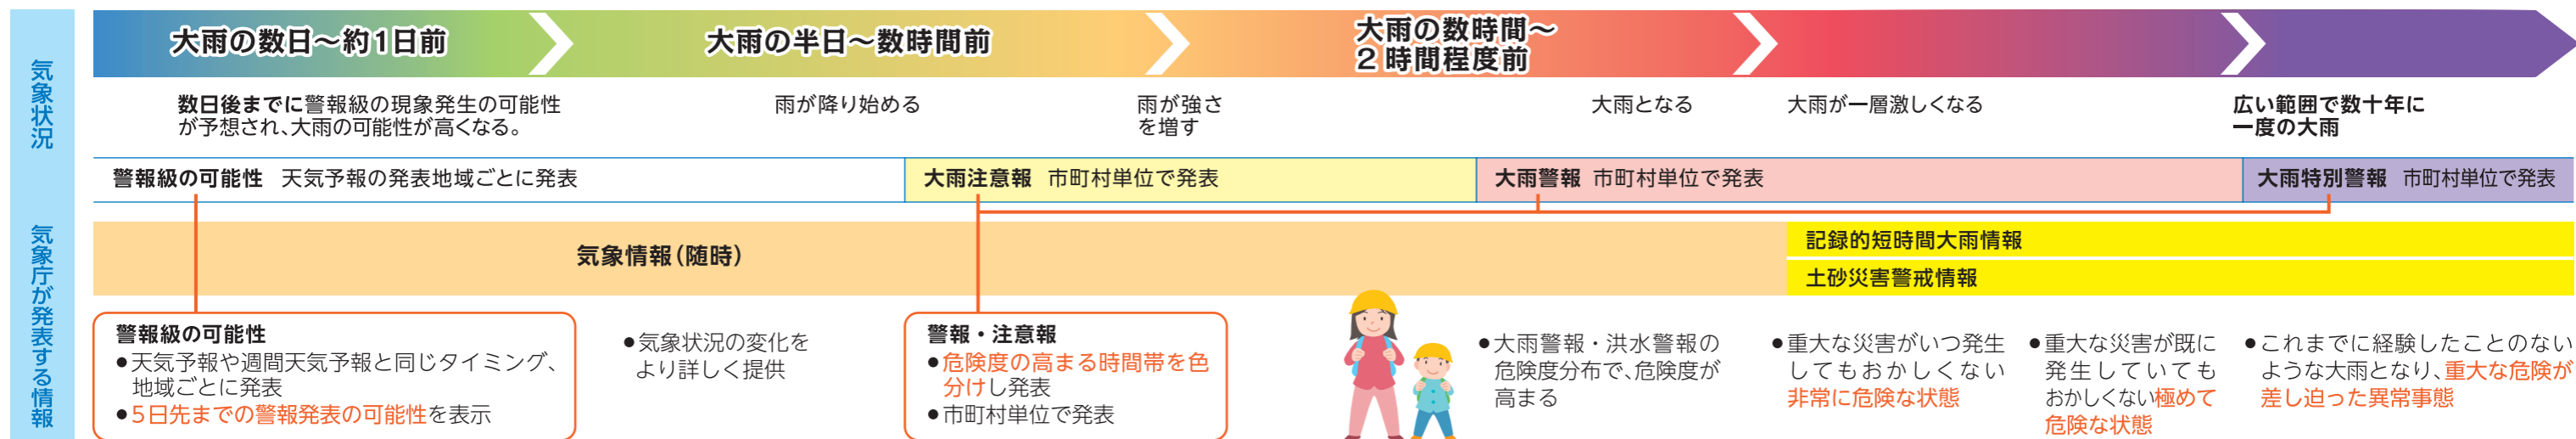 気象状況
大雨の数日～約1日前
大雨の半日～数時間前
大雨の数時間～
2時間程度前
数日後までに警報級の現象発生の可能性
が予想され、大雨の可能性が高くなる。
雨が降り始める
雨が強さ
を増す
大雨となる
大雨が一層激しくなる
広い範囲で数十年に
一度の大雨
気象庁が発表する情報
警報級の可能性 天気予報の発表地域ごとに発表
大雨注意報 市町村単位で発表
大雨警報 市町村単位で発表
大雨特別警報 市町村単位で発表
気象情報（随時）
記録的短時間大雨情報
土砂災害警戒情報
警報級の可能性
●天気予報や週間天気予報と同じタイミング、
地域ごとに発表
●5日先までの警報発表の可能性を表示
●気象状況の変化を
より詳しく提供
警報・注意報
●危険度の高まる時間帯を色
分けし発表
●市町村単位で発表
●大雨警報・洪水警報の
危険度分布で、危険度が
高まる
●重大な災害がいつ発生
してもおかしくない
非常に危険な状態
●重大な災害が既に
発生していても
おかしくない極めて
危険な状態
●これまでに経験したことのない
ような大雨となり、重大な危険が
差し迫った異常事態